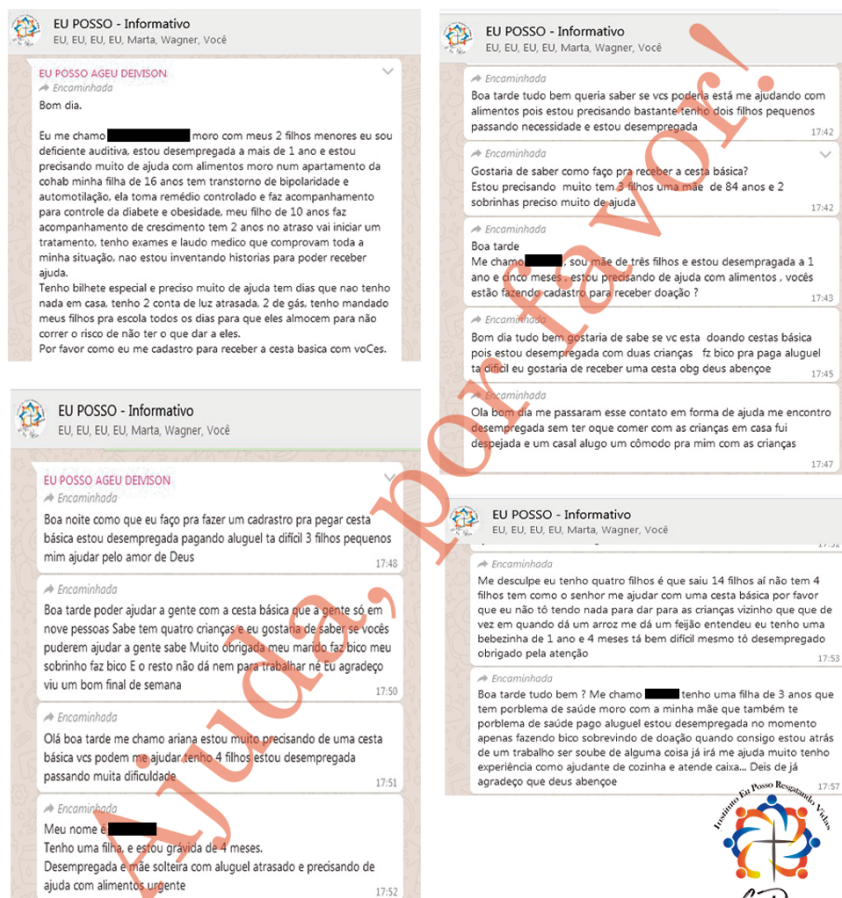 EU POSSO - Informativo
EU, EU, EU, EU, Marta, Wagner, Você
EU POSSO AGEU DEIVISON
Encaminhada
Bom dia.
Eu me chamo moro com meus 2 filhos menores eu sou
deficiente auditiva, estou desempregada a mais de 1 ano e estou
precisando muito de ajuda com alimentos moro num apartamento da
cohab minha filha de 16 anos tem transtorno de bipolaridade e
automotilação, ela toma remédio controlado e faz acompanhamento
para controle da diabete e obesidade, meu filho de 10 anos faz
acompanhamento de crescimento tem 2 anos no atraso vai iniciar um
tratamento, tenho exames e laudo medico que comprovam toda a
minha situação, nao estou inventando historias para poder receber
ajuda.
Tenho bilhete especial e preciso muito de ajuda tem dias que nao tenho
nada em casa, tenho 2 conta de luz atrasada, 2 de gás, tenho mandado
meus filhos pra escola todos os dias para que eles almocem para não
correr o risco de não ter o que dar a eles.
Por favor como eu me cadastro para receber a cesta basica com voCes.
EU POSSO - Informativo
EU, EU, EU, EU, Marta, Wagner, Você
EU POSSO AGEU DEIVISON
Encaminhada
Boa noite como que eu faço pra fazer um cadrastro pra pegar cesta
básica estou desempregada pagando aluguel ta difícil 3 filhos pequenos
mim ajudar pelo amor de Deus
17:48
Encaminhada
Boa tarde poder ajudar a gente com a cesta básica que a gente só em
nove pessoas Sabe tem quatro crianças e eu gostaria de saber se vocês
puderem ajudar a gente sabe Muito obrigada meu marido faz bico meu
sobrinho faz bico E o resto não dá nem para trabalhar né Eu agradeço
viu um bom final de semana
17:50
Encaminhada
Olá boa tarde me chamo ariana estou muito precisando de uma cesta
básica vcs podem me ajudar tenho 4 filhos estou desempregada
passando muita dificuldade
17:51
Encaminhada
Meu nome é
Tenho uma filha, e estou grávida de 4 meses.
Desempregada e mãe solteira com aluguel atrasado e precisando de
ajuda com alimentos urgente
17:52
EU POSSO - Informativo
EU, EU, EU, EU, Marta, Wagner, Você
Encaminhada
Boa tarde tudo bem queria saber se vcs poderia está me ajudando com
alimentos pois estou precisando bastante tenho dois filhos pequenos
passando necessidade e estou desempregada
17:42
Encaminhada
Gostaria de saber como faço pra receber a cesta básica?
Estou precisando muito tem 3 filhos uma mãe de 84 anos e 2
sobrinhas preciso muito de ajuda
17:42
Encaminhada
Boa tarde
Me chamo , sou mãe de três filhos e estou desempragada a 1
ano e cinco meses , estou precisando de ajuda com alimentos , vocês
estão fazendo cadastro para receber doação ?
17:43
Encaminhada
Bom dia tudo bem gostaria de sabe se vc esta doando cestas básica
pois estou desempregada com duas crianças fz bico pra paga aluguel
ta dificil eu gostaria de receber uma cesta obg deus abençoe
17:45
Encaminhada
Ola bom dia me passaram esse contato em forma de ajuda me encontro
desempregada sem ter oque comer com as crianças em casa fui
despejada e um casal alugo um cômodo pra mim com as crianças
17:47
EU POSSO - Informativo
EU, EU, EU, EU, Marta, Wagner, Você
Encaminhada
Me desculpe eu tenho quatro filhos é que saiu 14 filhos aí não tem 4
filhos tem como o senhor me ajudar com uma cesta básica por favor
que eu não tô tendo nada para dar para as crianças vizinho que que de
vez em quando dá um arroz me dá um feijão entendeu eu tenho uma
bebezinha de 1 ano e 4 meses tá bem difícil mesmo tô desempregado
obrigado pela atenção
17:53
Encaminhada
Boa tarde tudo bem ? Me chamo tenho uma filha de 3 anos que
tem porblema de saúde moro com a minha mãe que também te
porblema de saúde pago aluguel estou desempregada no momento
apenas fazendo bico sobrevindo de doação quando consigo estou atrás
de um trabalho ser soube de alguma coisa já irá me ajuda muito tenho
experiência como ajudante de cozinha e atende caixa... Deis de já
agradeço que deus abençoe
17:57
Ajuda, por favor!
Instituto Eu Posso Resgatando Vidas